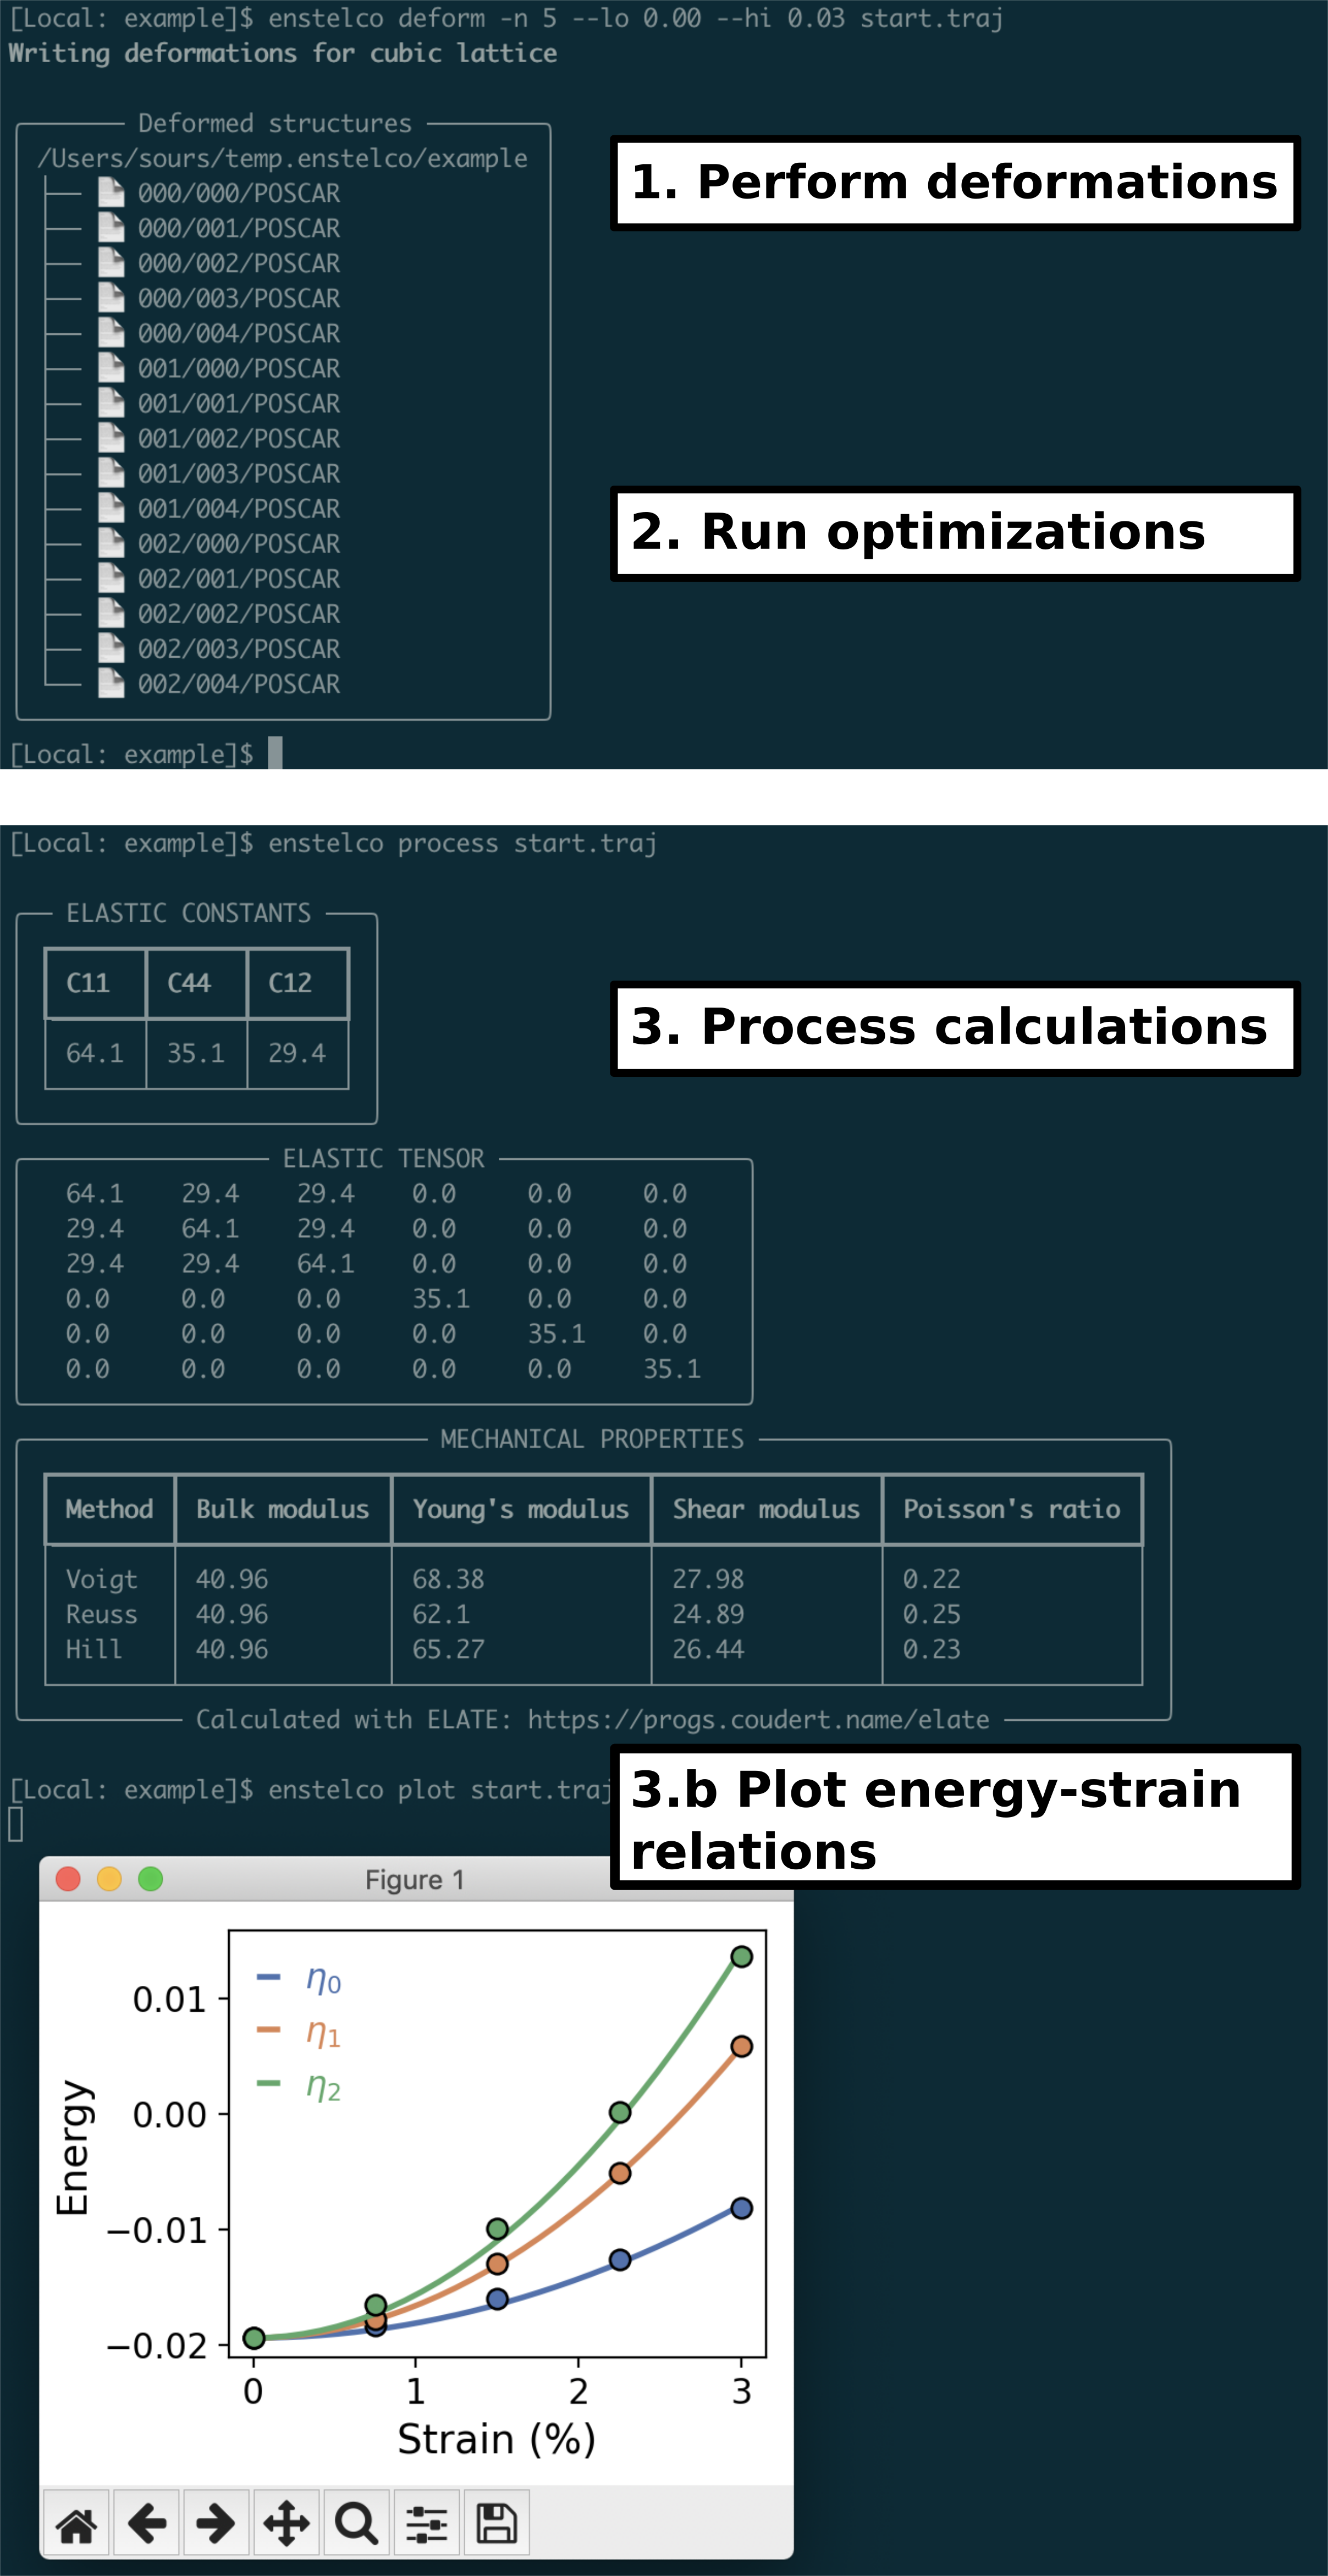 [Local: example]$ enstelco deform -n 5 --lo 0.00 --hi 0.03 start.traj
Writing deformations for cubic lattice
Deformed structures
/Users/sours/temp.enstelco/example
000/000/POSCAR
000/001/POSCAR
000/002/POSCAR
000/003/POSCAR
000/004/POSCAR
001/000/POSCAR
001/001/POSCAR
001/002/POSCAR
001/003/POSCAR
001/004/POSCAR
002/000/POSCAR
002/001/POSCAR
002/002/POSCAR
002/003/POSCAR
002/004/POSCAR
[Local: example]$
1. Perform deformations
2. Run optimizations
[Local: example]$ enstelco process start.traj
ELASTIC CONSTANTS
C11 C44 C12
64.1 35.1 29.4
3. Process calculations
ELASTIC TENSOR
64.1 29.4 29.4 0.0 0.0 0.0
29.4 64.1 29.4 0.0 0.0 0.0
29.4 29.4 64.1 0.0 0.0 0.0
0.0 0.0 0.0 35.1 0.0 0.0
0.0 0.0 0.0 0.0 35.1 0.0
0.0 0.0 0.0 0.0 0.0 35.1
MECHANICAL PROPERTIES
Method Bulk modulus Young's modulus Shear modulus Poisson's ratio
Voigt 40.96 68.38 27.98 0.22
Reuss 40.96 62.1 24.89 0.25
Hill 40.96 65.27 26.44 0.23
Calculated with ELATE: https://progs.coudert.name/elate
[Local: example]$ enstelco plot start.traj
3.b Plot energy-strain
relations
Figure 1
η0
η1
η2
Energy
0.01
0.00
−0.01
−0.02
0 1 2 3
Strain (%)